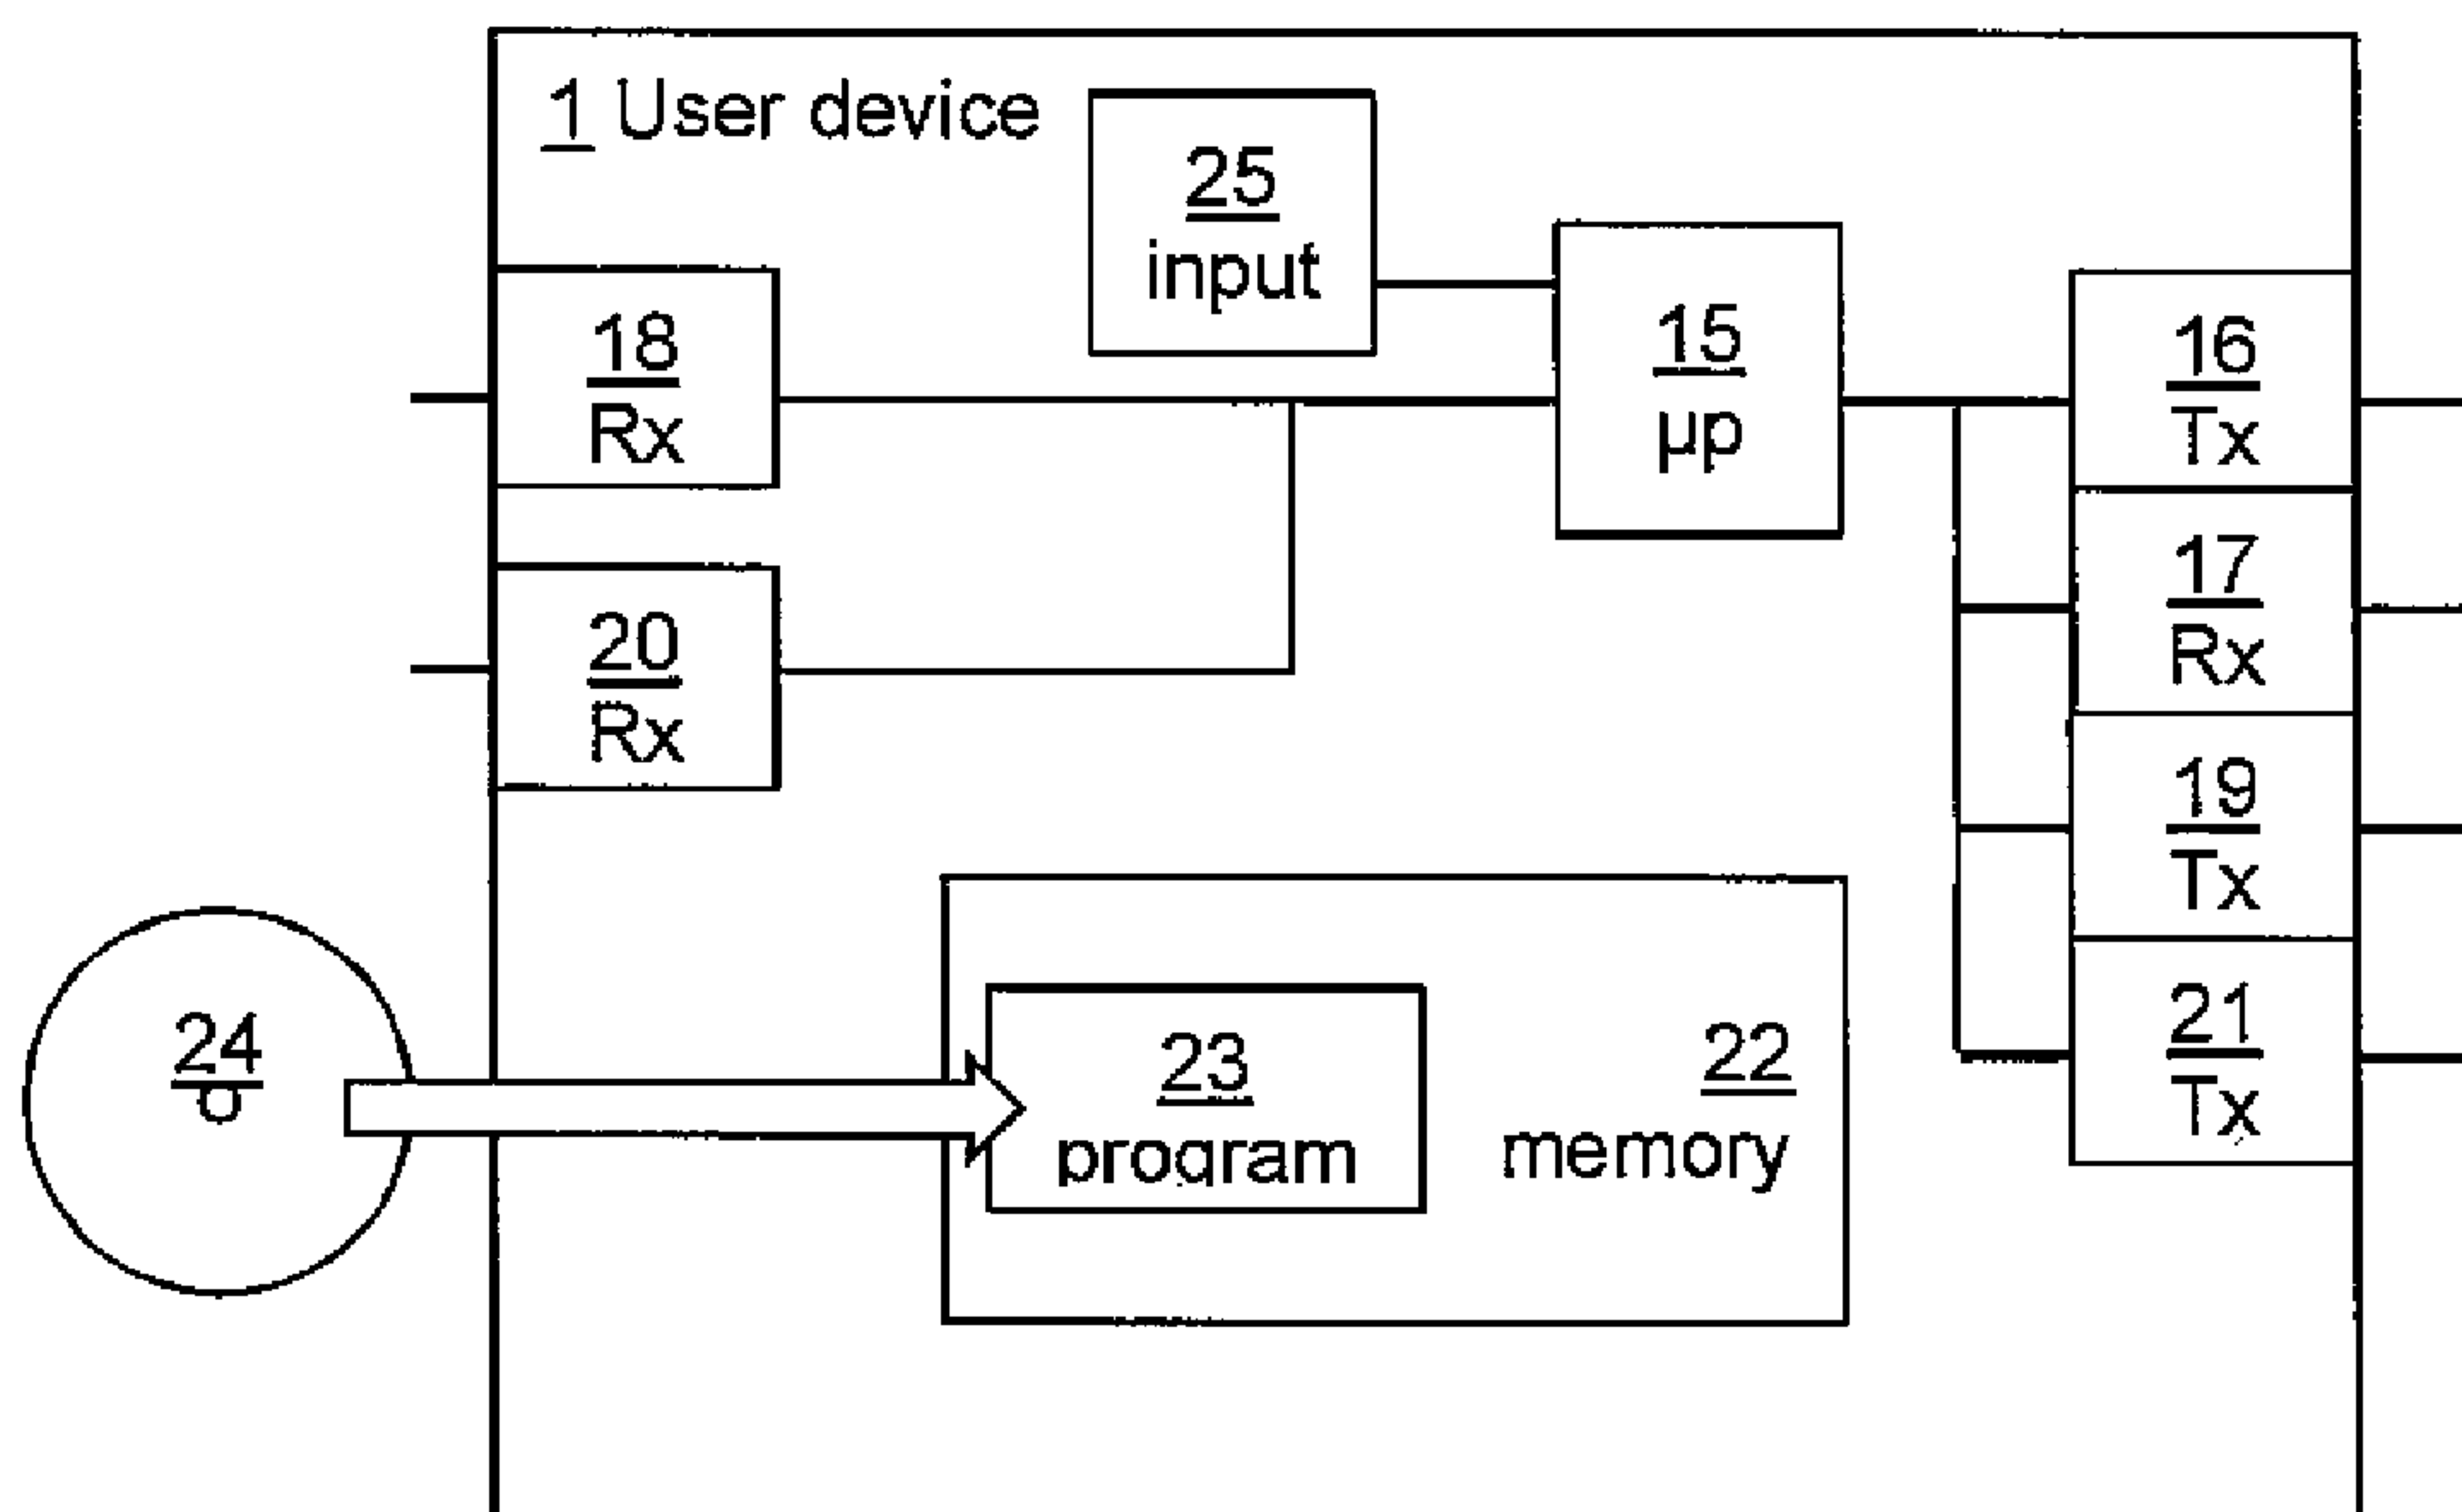 1 User device
25
input
18
Rx
15
µp
16
Tx
17
Rx
20
Rx
19
Tx
24
23
program
22
memory
21
Tx